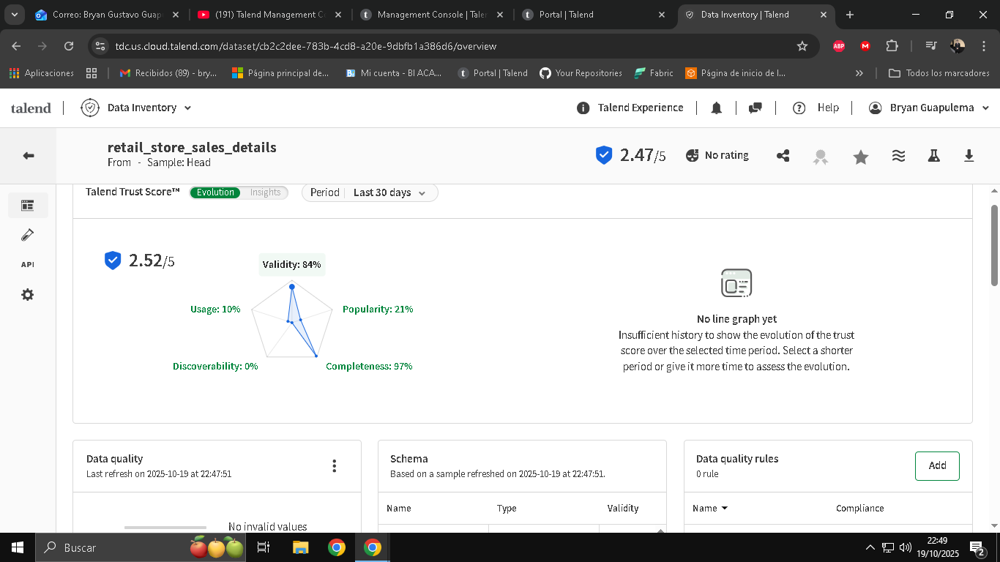 Correo: Bryan Gustavo Guap
(191) Talend Management C
Management Console | Talen
Portal | Talend
Data Inventory | Talend
tdc.us.cloud.talend.com/dataset/cb2c2dee-783b-4cd8-a20e-9dbfb1a386d6/overview
ABP
M
Aplicaciones
Recibidos (89) - bry...
Página principal de...
Mi cuenta - BI ACA...
Portal | Talend
Your Repositories
Fabric
Página de inicio de l...
Todos los marcadores
talend
Data Inventory
Talend Experience
Help
Bryan Guapulema
retail_store_sales_details
From - Sample: Head
2.47/5
No rating
Talend Trust Score™
Evolution
Insights
Period
Last 30 days
API
2.52/5
Validity: 84%
Usage: 10%
Popularity: 21%
Discoverability: 0%
Completeness: 97%
No line graph yet
Insufficient history to show the evolution of the trust
score over the selected time period. Select a shorter
period or give it more time to assess the evolution.
Data quality
Last refresh on 2025-10-19 at 22:47:51
No invalid values
Schema
Based on a sample refreshed on 2025-10-19 at 22:47:51.
Name
Type
Validity
Data quality rules
0 rule
Add
Name
Compliance
Buscar
22:49
19/10/2025
2